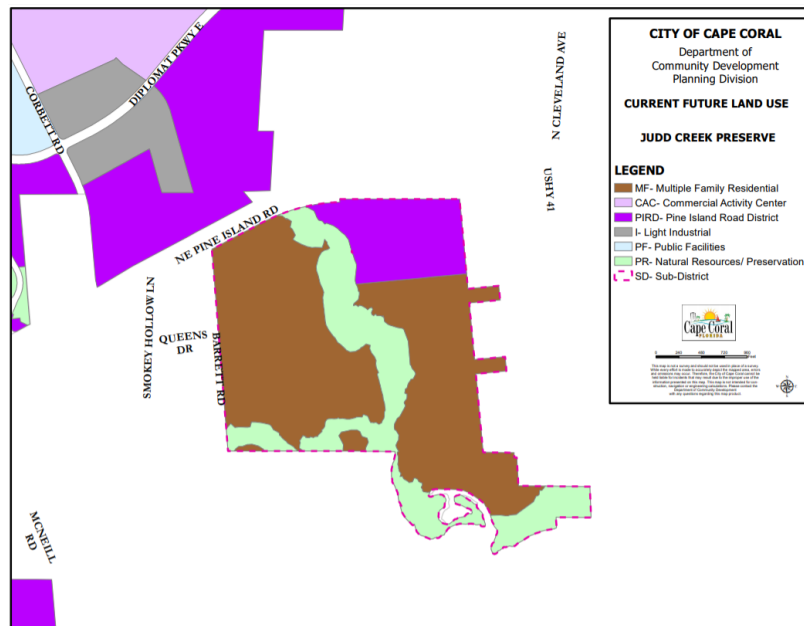 CITY OF CAPE CORAL
Department of
Community Development
Planning Division
CURRENT FUTURE LAND USE
JUDD CREEK PRESERVE
LEGEND
MF- Multiple Family Residential
CAC- Commercial Activity Center
PIRD- Pine Island Road District
I- Light Industrial
PF- Public Facilities
PR- Natural Resources/ Preservation
SD- Sub-District
Cape Coral
FLORIDA
DIPLOMAT PKWY E
CORBETT RD
N CLEVELAND AVE
USHY 41
NE PINE ISLAND RD
SMOKEY HOLLOW LN
QUEENS
DR
BARRETT RD
MCNEILL
RD